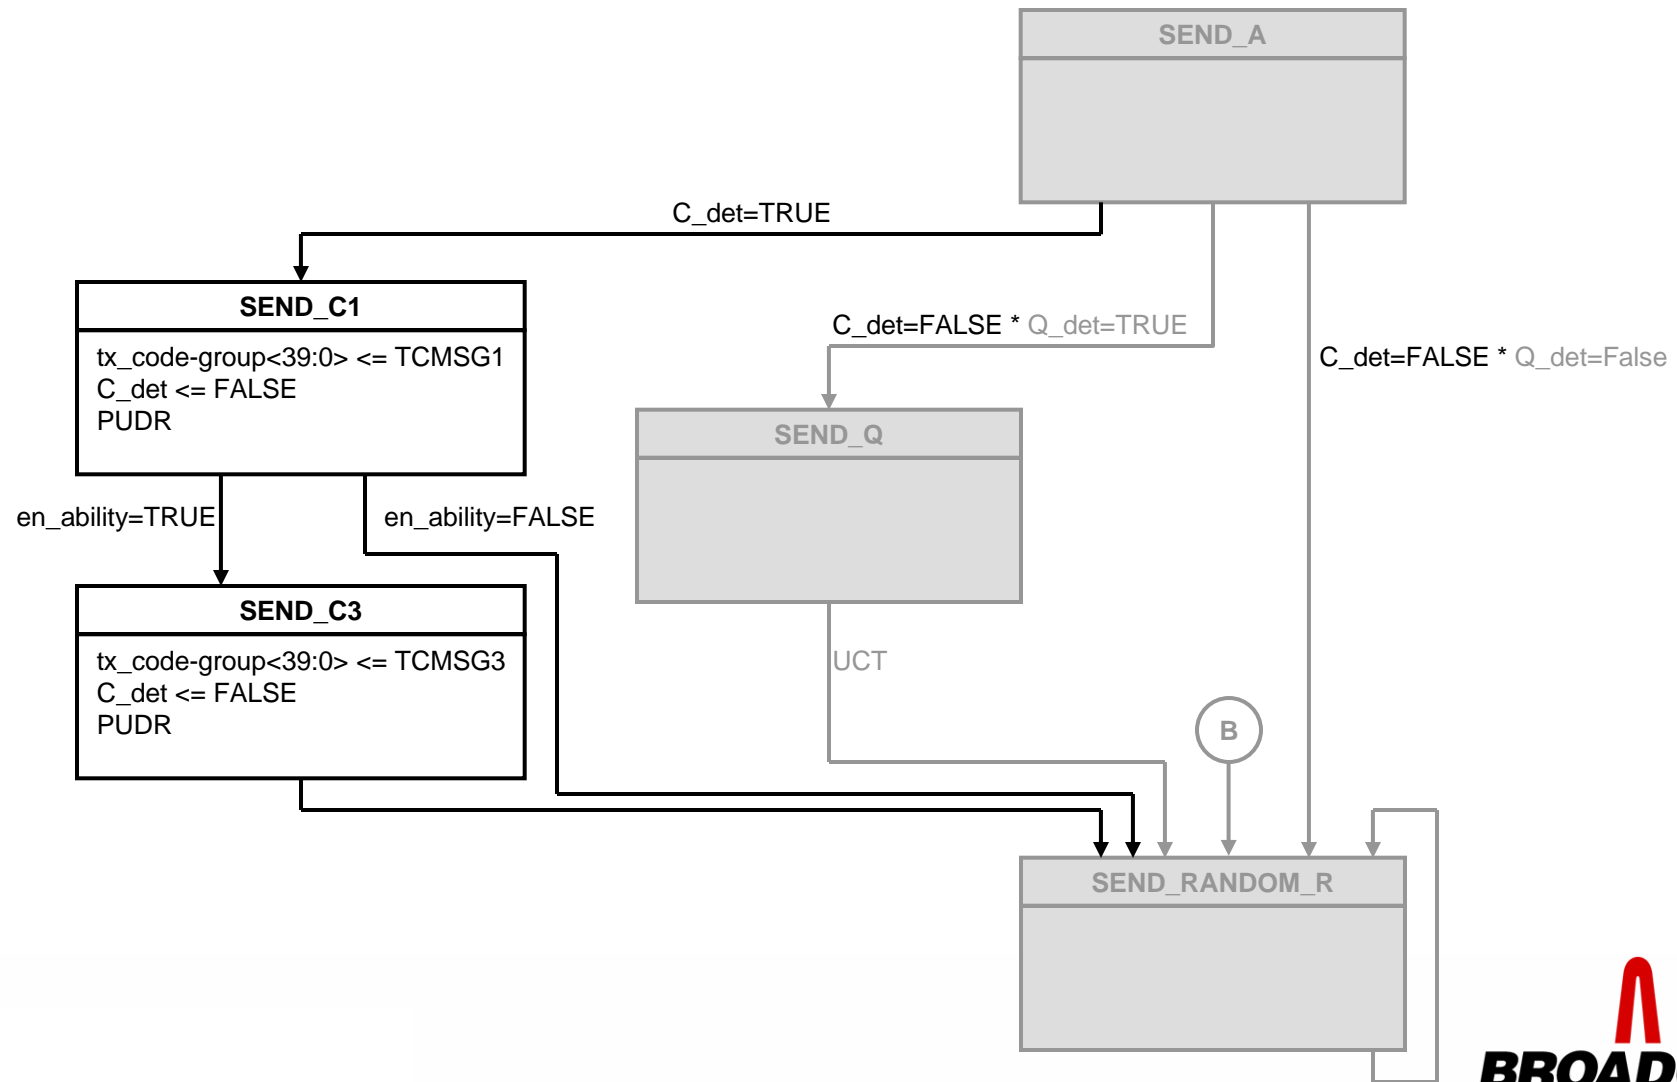 SEND_A
C_det=TRUE
SEND_C1
tx_code-group<39:0> <= TCMSG1
C_det <= FALSE
PUDR
C_det=FALSE * Q_det=TRUE
C_det=FALSE * Q_det=False
SEND_Q
en_ability=TRUE
en_ability=FALSE
SEND_C3
tx_code-group<39:0> <= TCMSG3
C_det <= FALSE
PUDR
UCT
B
SEND_RANDOM_R
BROAD